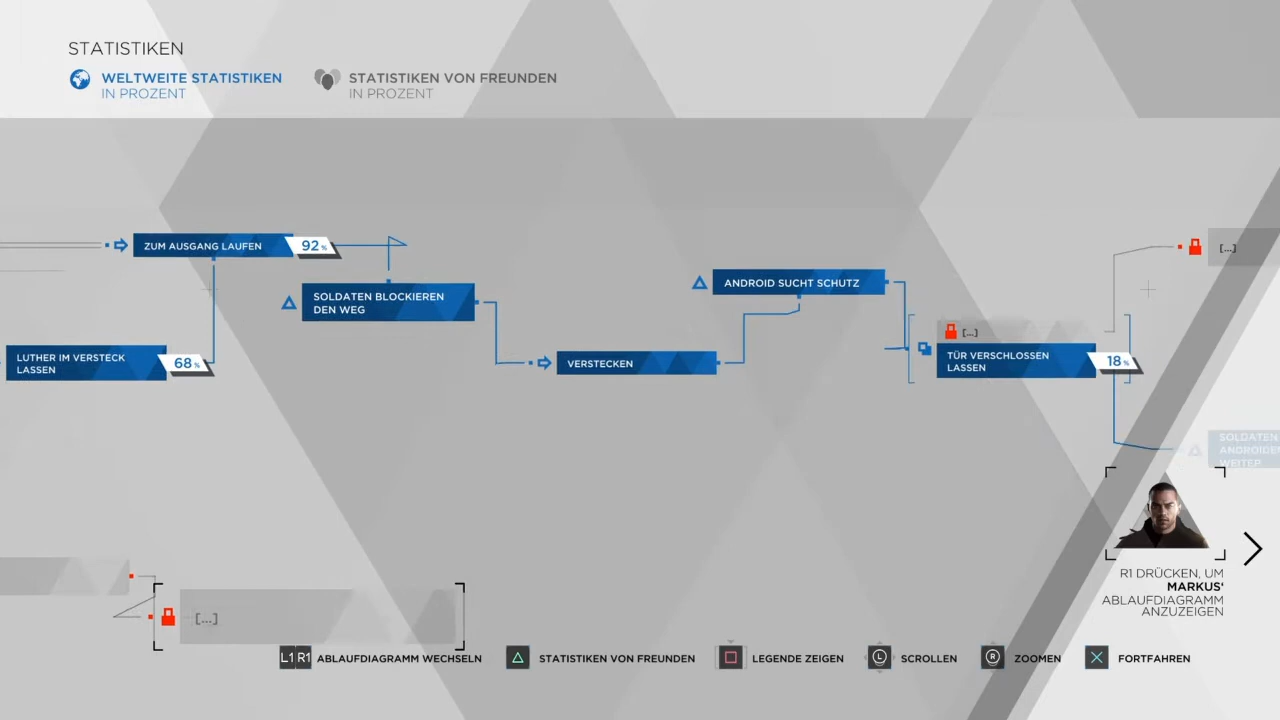 STATISTIKEN
WELTWEITE STATISTIKEN
IN PROZENT
STATISTIKEN VON FREUNDEN
IN PROZENT
ZUM AUSGANG LAUFEN
92%
[...]
SOLDATEN BLOCKIEREN
DEN WEG
ANDROID SUCHT SCHUTZ
[...]
LUTHER IM VERSTECK
LASSEN
68%
VERSTECKEN
TÜR VERSCHLOSSEN
LASSEN
18%
SOLDATEN
ANDROIDEN
WEITER
R1 DRÜCKEN, UM
MARKUS'
ABLAUFDIAGRAMM
ANZUZEIGEN
[...]
L1 R1 ABLAUFDIAGRAMM WECHSELN
STATISTIKEN VON FREUNDEN
LEGENDE ZEIGEN
L SCROLLEN
R ZOOMEN
FORTFAHREN